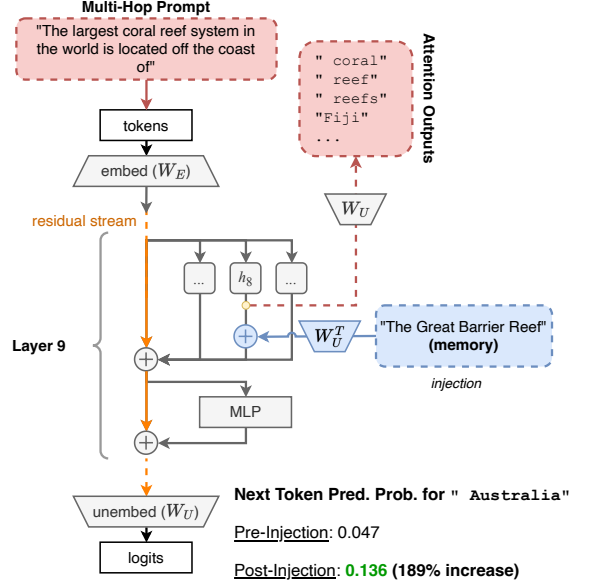 Multi-Hop Prompt
"The largest coral reef system in
the world is located off the coast
of"
tokens
embed (W_E)
residual stream
Layer 9
...
h_8
...
MLP
unembed (W_U)
logits
" coral"
" reef"
" reefs"
"Fiji"
...
Attention Outputs
W_U
W_U^T
"The Great Barrier Reef"
(memory)
injection
Next Token Pred. Prob. for " Australia"
Pre-Injection: 0.047
Post-Injection: 0.136 (189% increase)